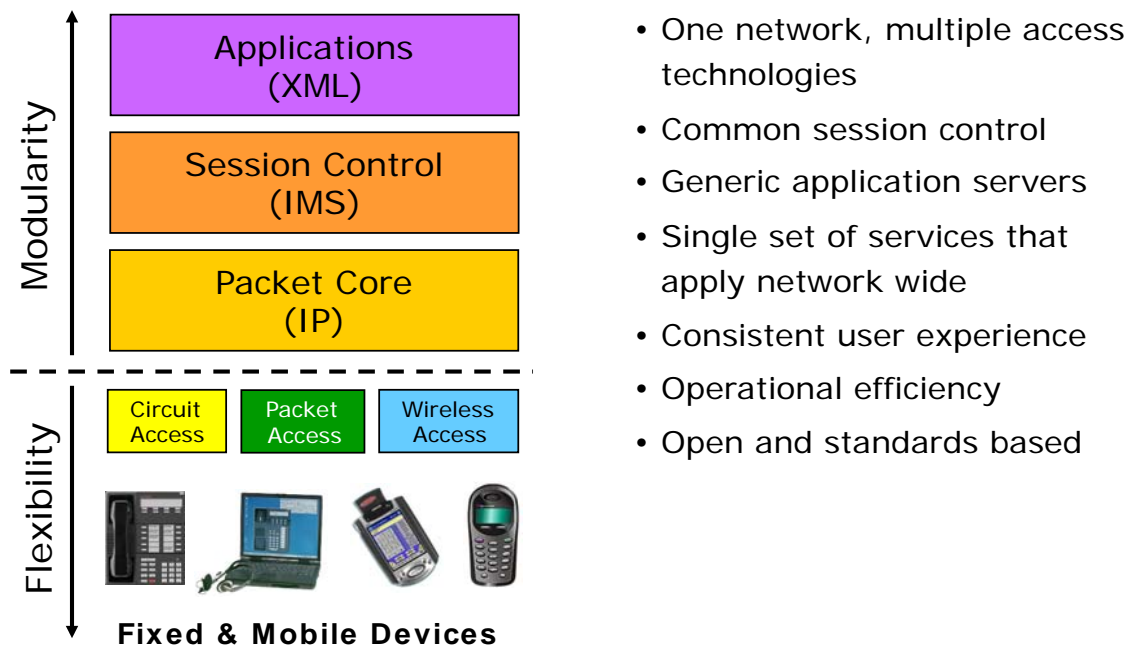 Modularity
Applications
(XML)
Session Control
(IMS)
Packet Core
(IP)
Flexibility
Circuit
Access
Packet
Access
Wireless
Access
Fixed & Mobile Devices
• One network, multiple access
technologies
• Common session control
• Generic application servers
• Single set of services that
apply network wide
• Consistent user experience
• Operational efficiency
• Open and standards based